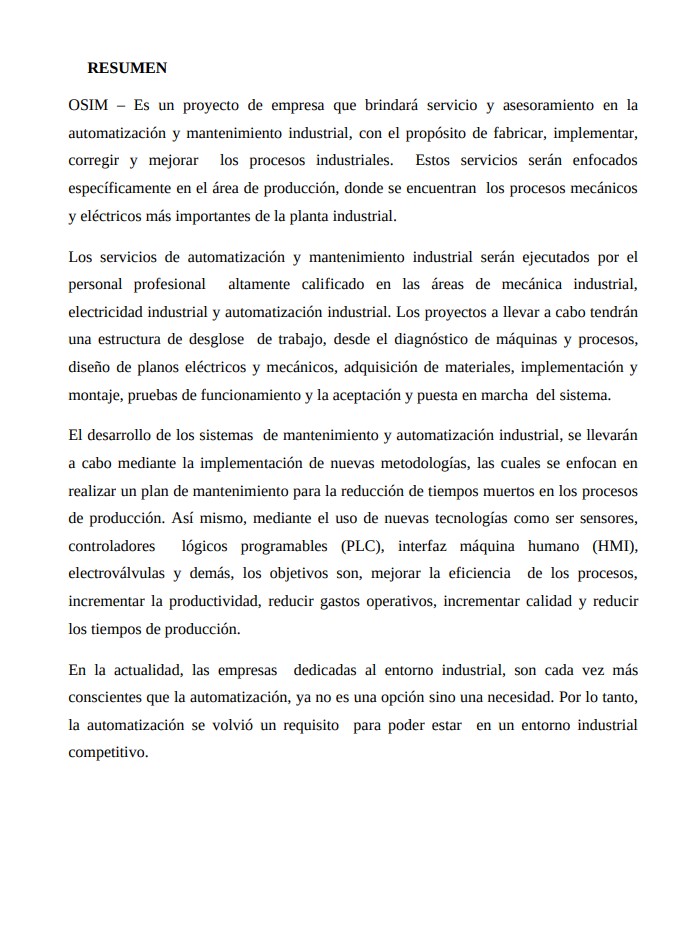 RESUMEN
OSIM – Es un proyecto de empresa que brindará servicio y asesoramiento en la
automatización y mantenimiento industrial, con el propósito de fabricar, implementar,
corregir y mejorar los procesos industriales. Estos servicios serán enfocados
específicamente en el área de producción, donde se encuentran los procesos mecánicos
y eléctricos más importantes de la planta industrial.
Los servicios de automatización y mantenimiento industrial serán ejecutados por el
personal profesional altamente calificado en las áreas de mecánica industrial,
electricidad industrial y automatización industrial. Los proyectos a llevar a cabo tendrán
una estructura de desglose de trabajo, desde el diagnóstico de máquinas y procesos,
diseño de planos eléctricos y mecánicos, adquisición de materiales, implementación y
montaje, pruebas de funcionamiento y la aceptación y puesta en marcha del sistema.
El desarrollo de los sistemas de mantenimiento y automatización industrial, se llevarán
a cabo mediante la implementación de nuevas metodologías, las cuales se enfocan en
realizar un plan de mantenimiento para la reducción de tiempos muertos en los procesos
de producción. Así mismo, mediante el uso de nuevas tecnologías como ser sensores,
controladores lógicos programables (PLC), interfaz máquina humano (HMI),
electroválvulas y demás, los objetivos son, mejorar la eficiencia de los procesos,
incrementar la productividad, reducir gastos operativos, incrementar calidad y reducir
los tiempos de producción.
En la actualidad, las empresas dedicadas al entorno industrial, son cada vez más
conscientes que la automatización, ya no es una opción sino una necesidad. Por lo tanto,
la automatización se volvió un requisito para poder estar en un entorno industrial
competitivo.